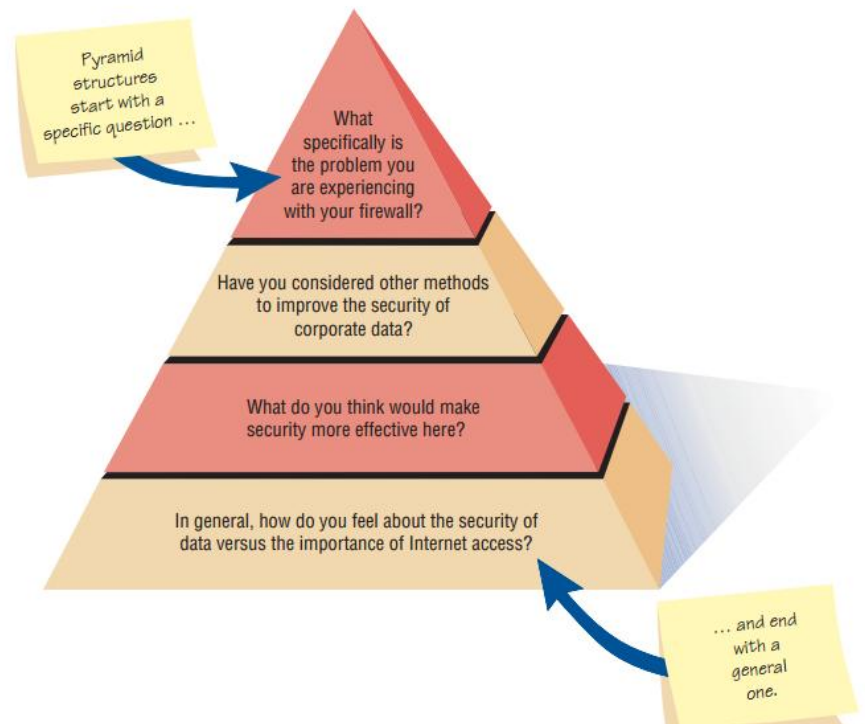 Pyramid
structures
start with a
specific question ...
What
specifically is
the problem you
are experiencing
with your firewall?
Have you considered other methods
to improve the security of
corporate data?
What do you think would make
security more effective here?
In general, how do you feel about the security of
data versus the importance of Internet access?
... and end
with a
general
one.